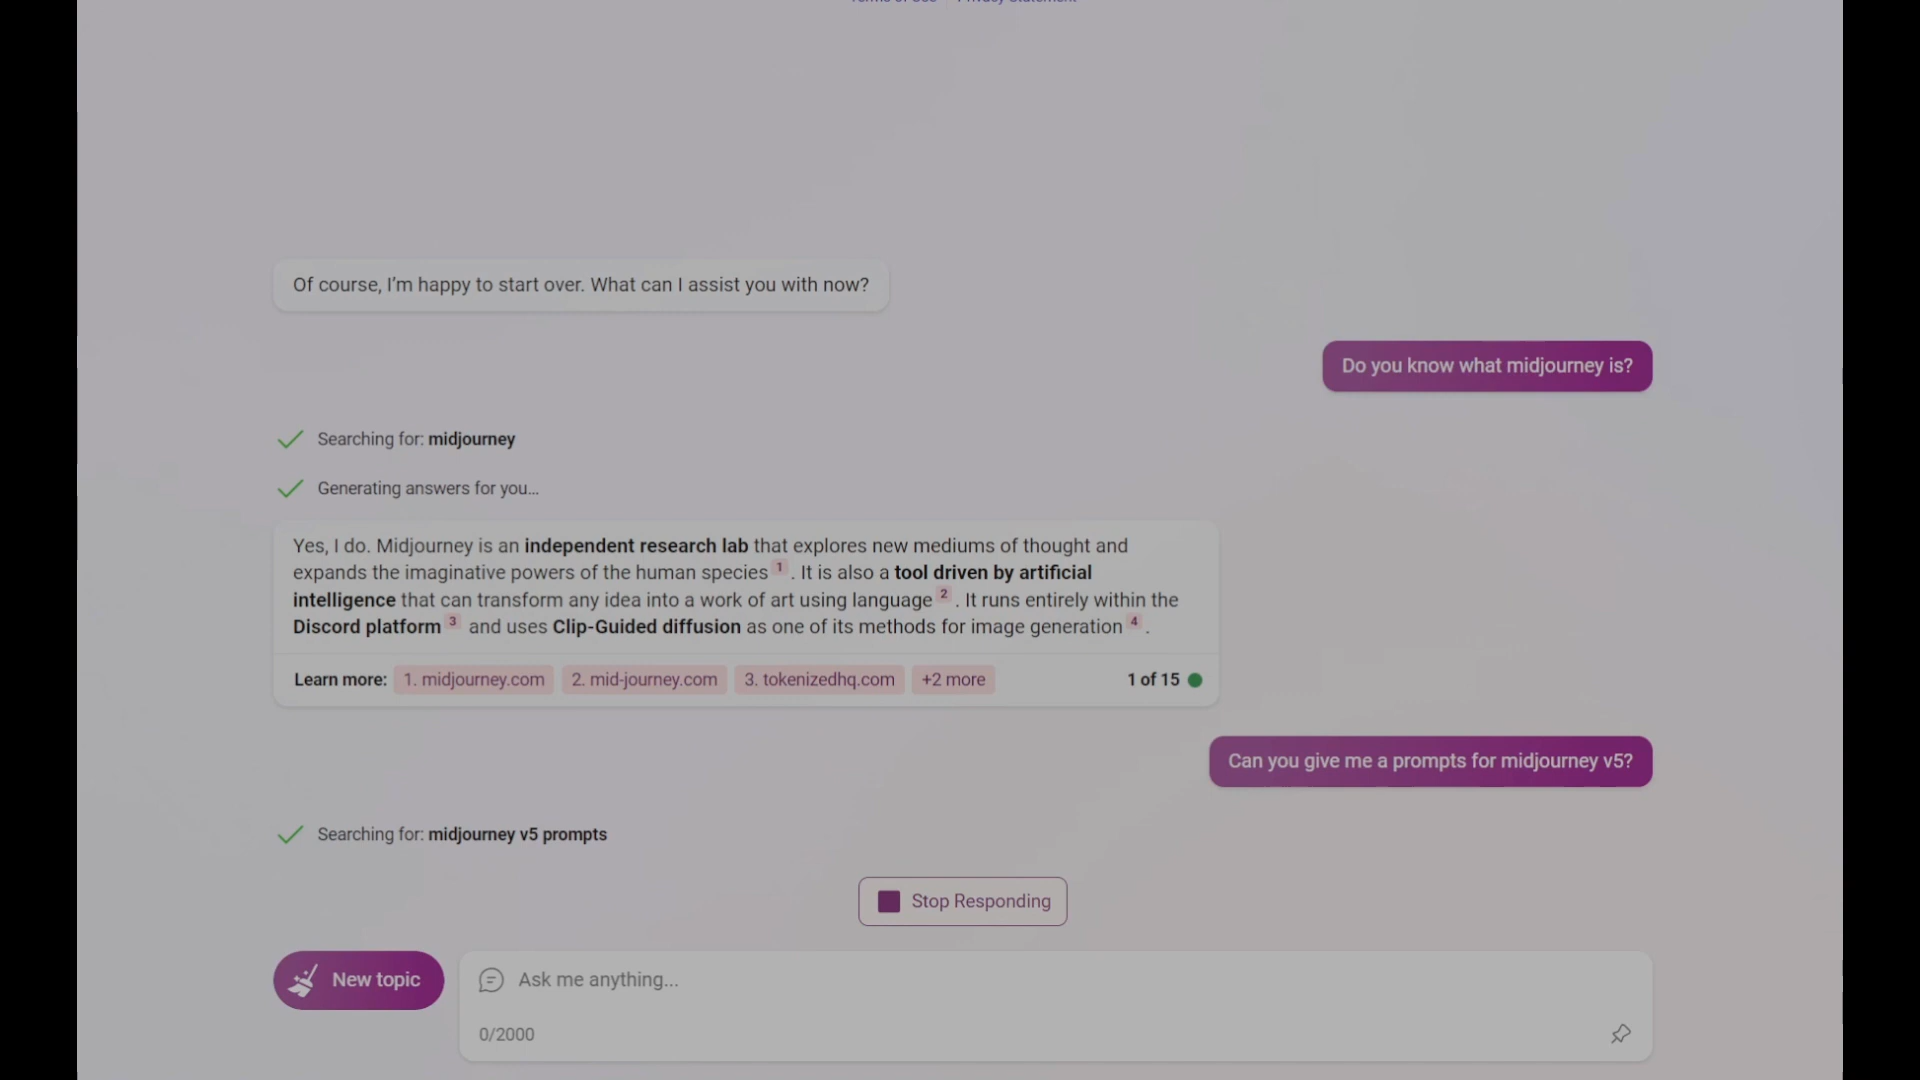 Terms of Use Privacy Statement
Of course, I'm happy to start over. What can I assist you with now?
Do you know what midjourney is?
Searching for: midjourney
Generating answers for you...
Yes, I do. Midjourney is an independent research lab that explores new mediums of thought and
expands the imaginative powers of the human species 1 . It is also a tool driven by artificial
intelligence that can transform any idea into a work of art using language 2 . It runs entirely within the
Discord platform 3 and uses Clip-Guided diffusion as one of its methods for image generation 4 .
Learn more: 1. midjourney.com 2. mid-journey.com 3. tokenizedhq.com +2 more 1 of 15
Can you give me a prompts for midjourney v5?
Searching for: midjourney v5 prompts
Stop Responding
New topic
Ask me anything...
0/2000